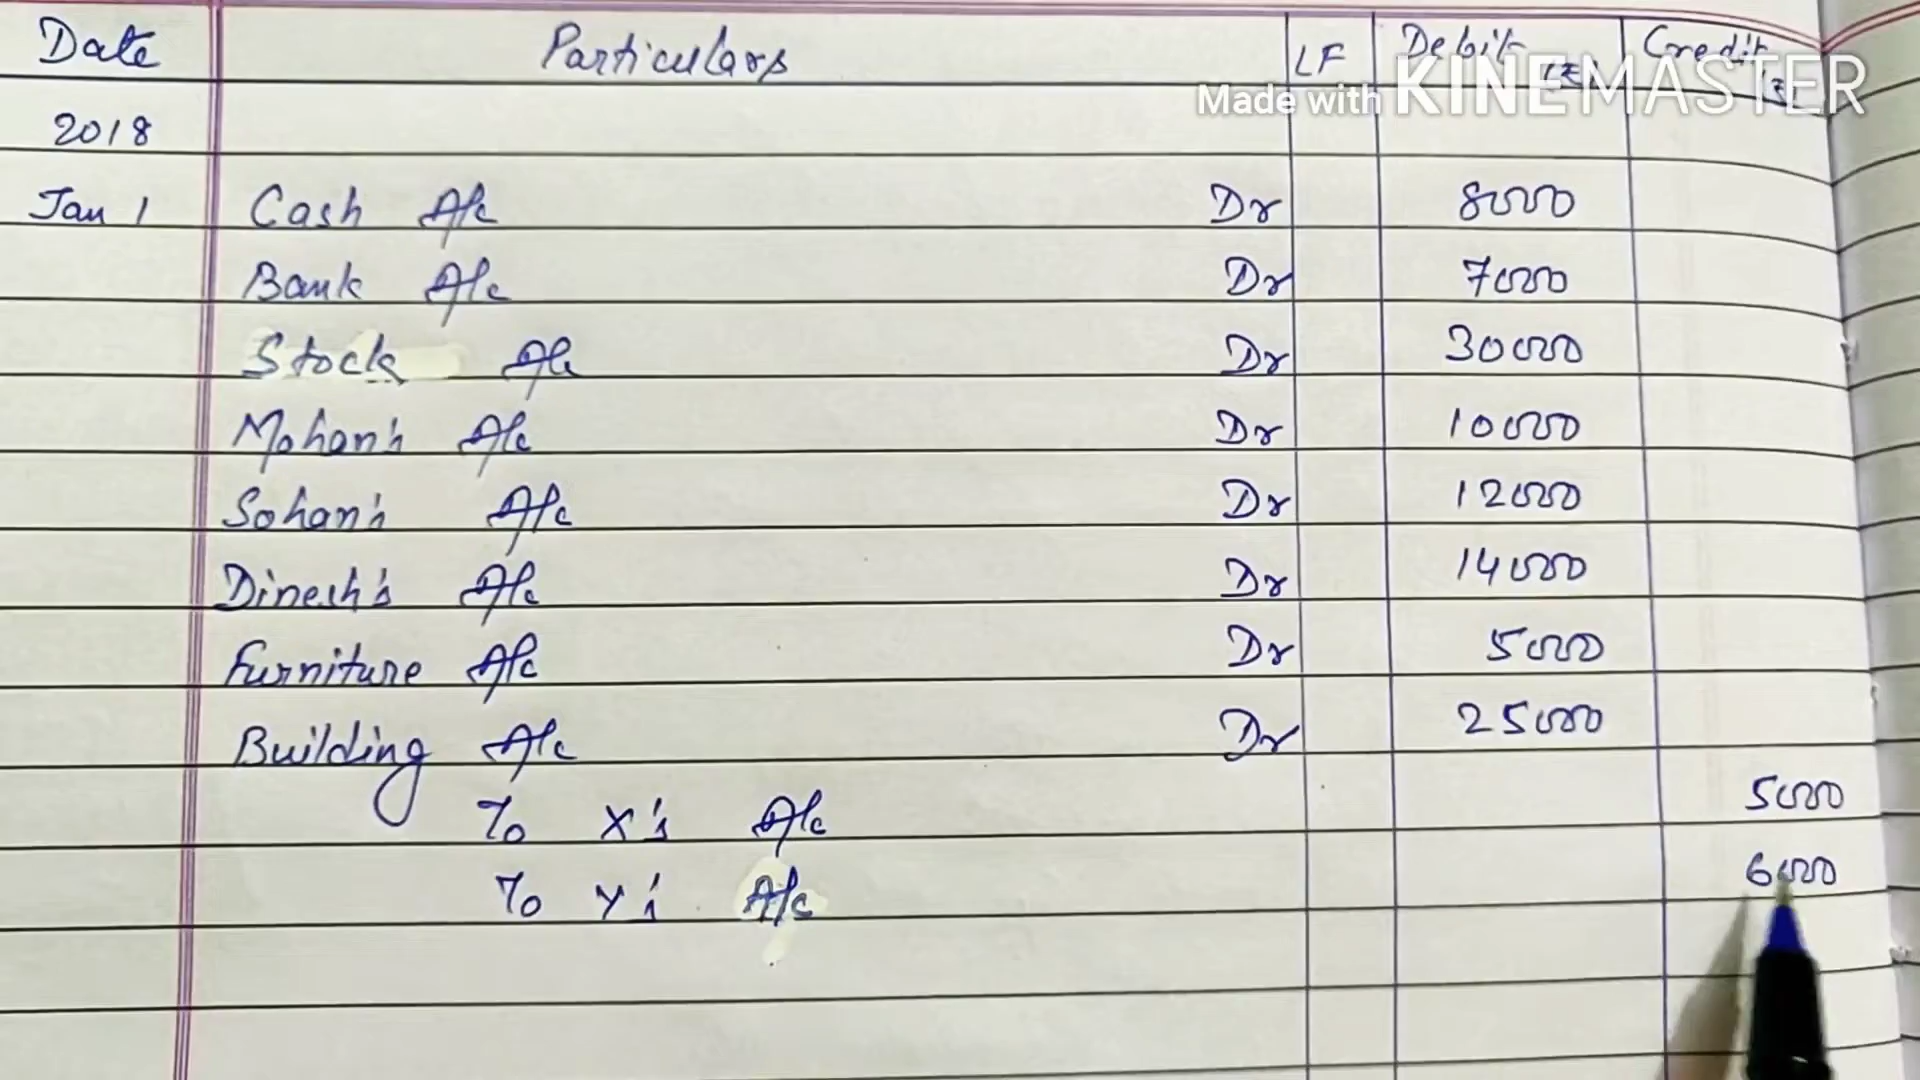 Date Particulars LF Debit (₹) Credit (₹)
Made with KINEMASTER
2018
Jan 1 Cash A/c Dr 8000
Bank A/c Dr 7000
Stock A/c Dr 30000
Mohan's A/c Dr 10000
Sohan's A/c Dr 12000
Dinesh's A/c Dr 14000
Furniture A/c Dr 5000
Building A/c Dr 25000
To X's A/c 5000
To Y's A/c 6000